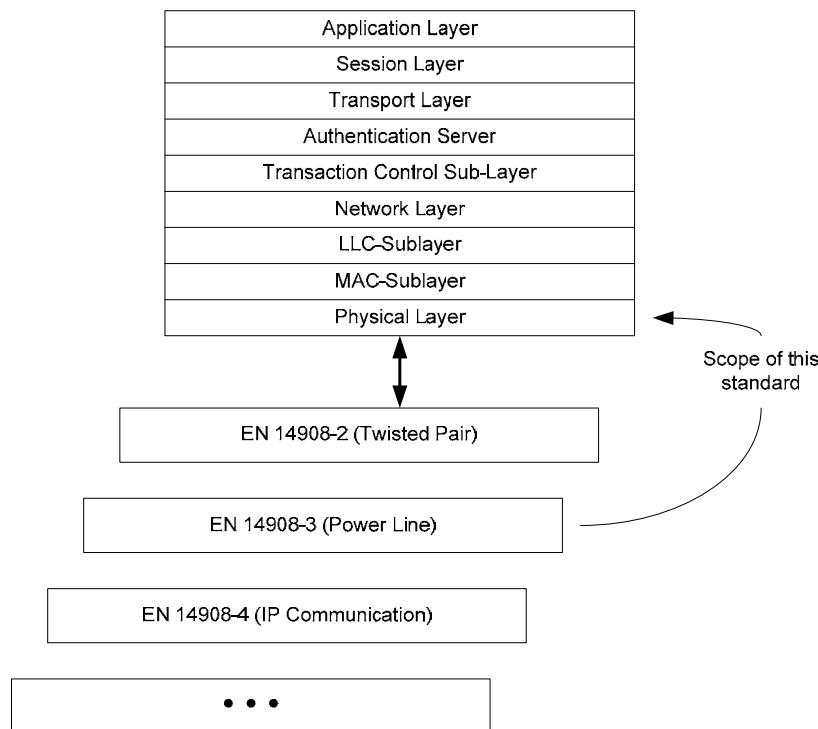 Application Layer
Session Layer
Transport Layer
Authentication Server
Transaction Control Sub-Layer
Network Layer
LLC-Sublayer
MAC-Sublayer
Physical Layer
Scope of this
standard
EN 14908-2 (Twisted Pair)
EN 14908-3 (Power Line)
EN 14908-4 (IP Communication)
• • •